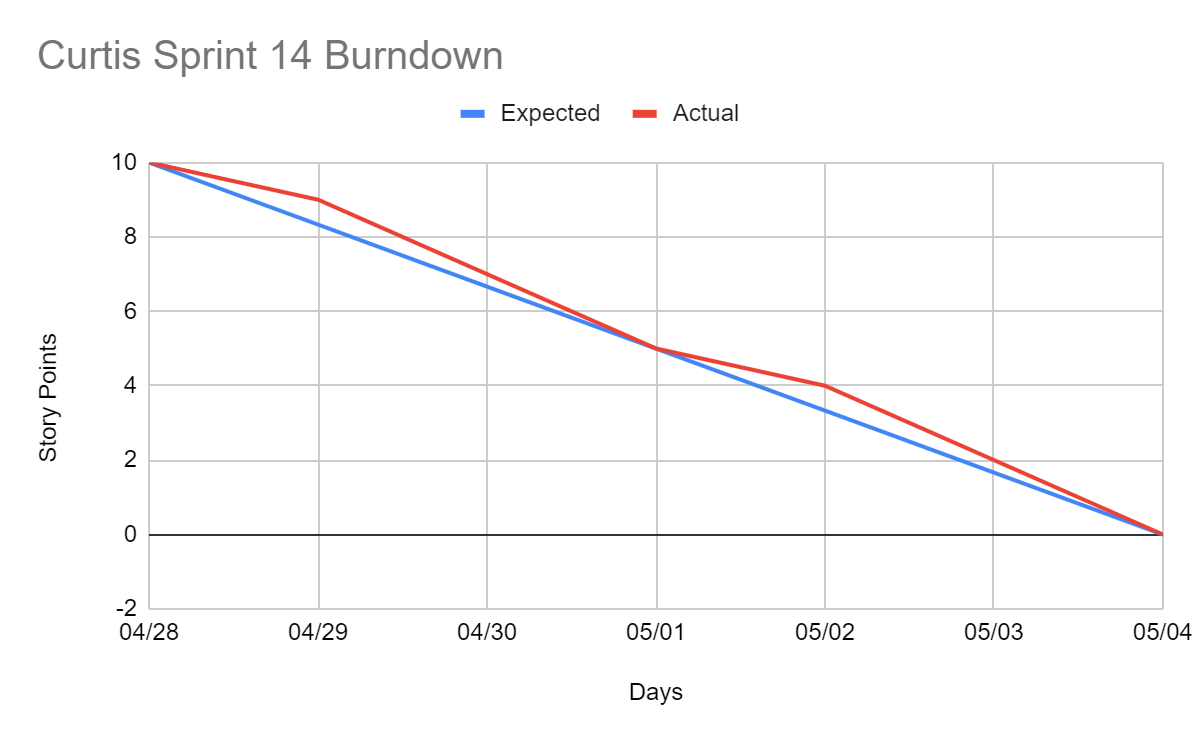 Curtis Sprint 14 Burndown
Expected Actual
10
8
6
4
2
0
-2
Story Points
04/28 04/29 04/30 05/01 05/02 05/03 05/04
Days